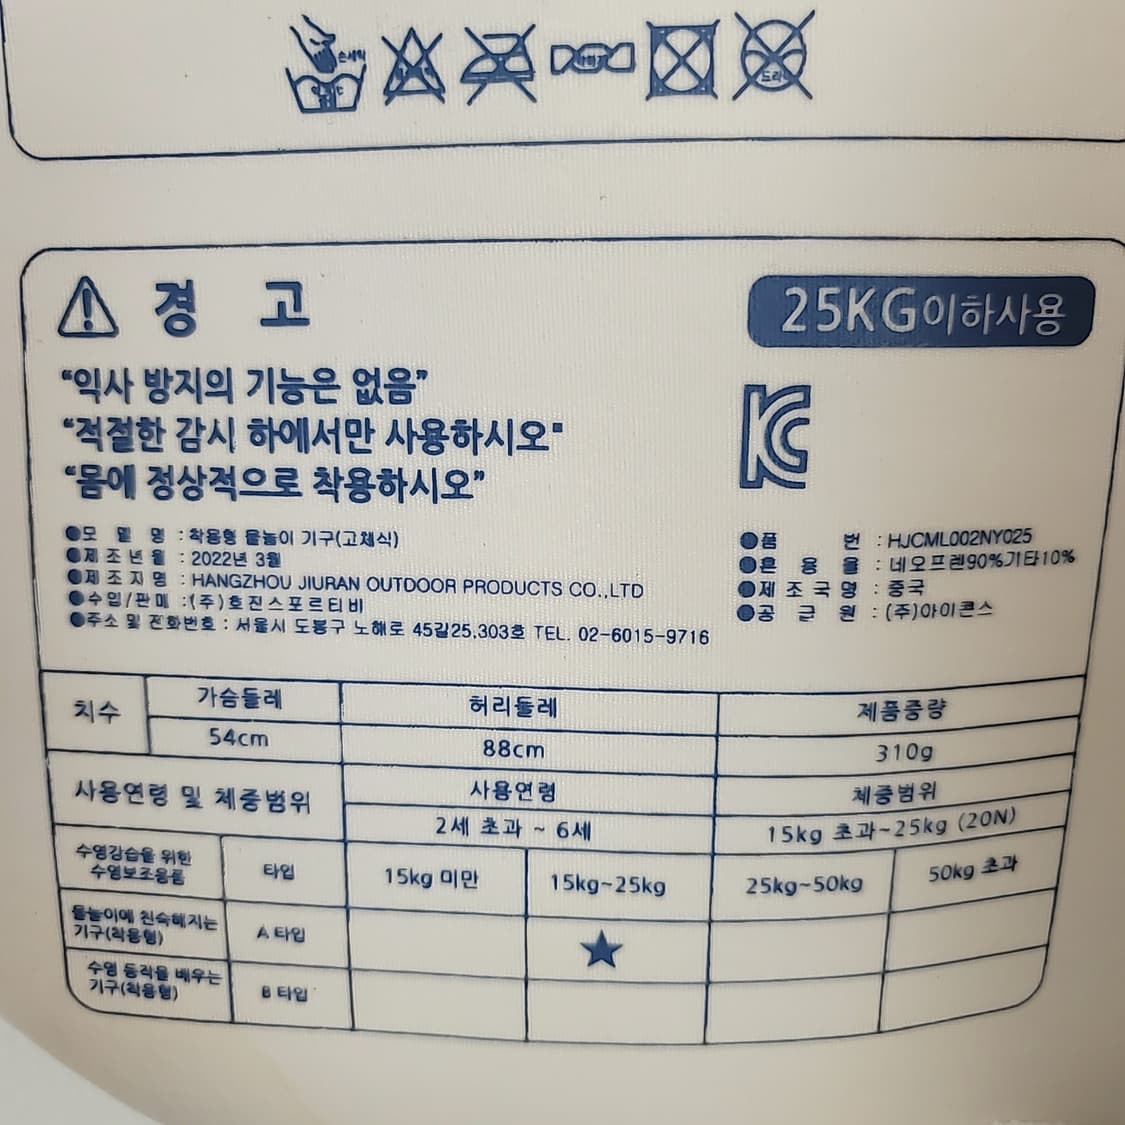 손세탁
드라이
⚠ 경 고
25KG이하사용
“익사 방지의 기능은 없음”
“적절한 감시 하에서만 사용하시오"
“몸에 정상적으로 착용하시오”
KC
●모 델 명 : 착용형 물놀이 기구(고체식)
●제 조 년 월 : 2022년 3월
●제 조 자 명 : HANGZHOU JIURAN OUTDOOR PRODUCTS CO.,LTD
●수입/판매 :(주)호진스포르티비
●주소 및 전화번호 : 서울시 도봉구 노해로 45길25,303호 TEL. 02-6015-9716
●품 번 : HJCML002NY025
●혼 용 율 : 네오프렌90%기타10%
●제 조 국 명 : 중국
●공 급 원 : (주)아이콘스
치수 가슴둘레 허리둘레 제품중량
54cm 88cm 310g
사용연령 및 체중범위 사용연령 체중범위
2세 초과 ~ 6세 15kg 초과~25kg (20N)
수영강습을 위한
수영보조용품
타입 15kg 미만 15kg~25kg 25kg~50kg 50kg 초과
물놀이에 친숙해지는
기구(착용형)
A 타입 ★
수영 동작을 배우는
기구(착용형)
B 타입